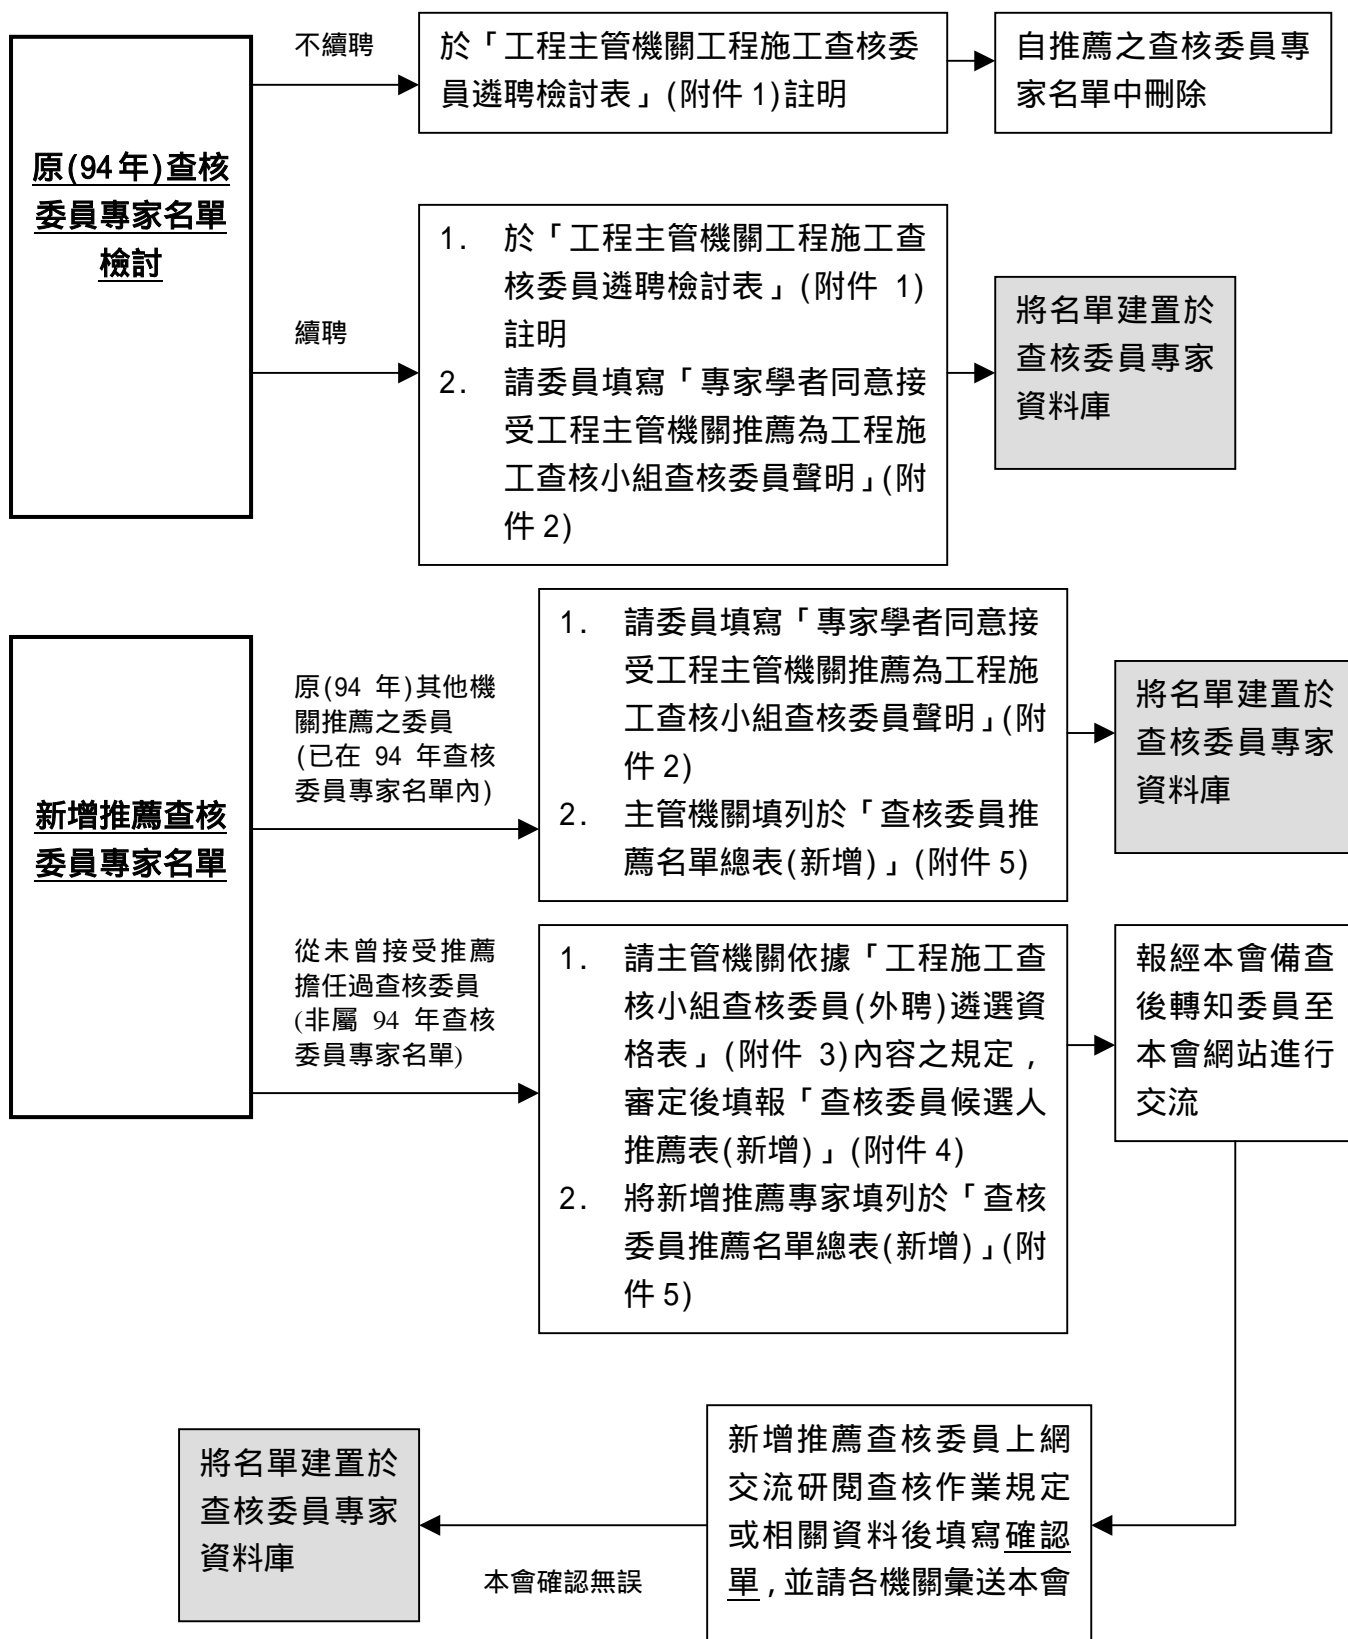 原(94年)查核
委員專家名單
檢討
不續聘
於「工程主管機關工程施工查核委
員遴聘檢討表」(附件1)註明
自推薦之查核委員專
家名單中刪除
續聘
1. 於「工程主管機關工程施工查
核委員遴聘檢討表」(附件 1)
註明
2. 請委員填寫「專家學者同意接
受工程主管機關推薦為工程施
工查核小組查核委員聲明」(附
件2)
將名單建置於
查核委員專家
資料庫
新增推薦查核
委員專家名單
原(94 年)其他機
關推薦之委員
(已在 94 年查核
委員專家名單內)
1. 請委員填寫「專家學者同意接
受工程主管機關推薦為工程施
工查核小組查核委員聲明」(附
件2)
2. 主管機關填列於「查核委員推
薦名單總表(新增)」(附件5)
將名單建置於
查核委員專家
資料庫
從未曾接受推薦
擔任過查核委員
(非屬 94 年查核
委員專家名單)
1. 請主管機關依據「工程施工查
核小組查核委員(外聘)遴選資
格表」(附件 3)內容之規定，
審定後填報「查核委員候選人
推薦表(新增)」(附件4)
2. 將新增推薦專家填列於「查核
委員推薦名單總表(新增)」(附
件5)
報經本會備查
後轉知委員至
本會網站進行
交流
新增推薦查核委員上網
交流研閱查核作業規定
或相關資料後填寫確認
單，並請各機關彙送本會
本會確認無誤
將名單建置於
查核委員專家
資料庫